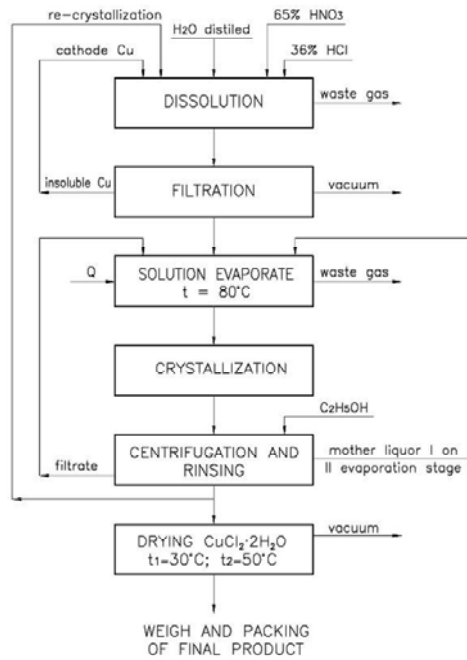 re-crystallization
H2O distiled
65% HNO3
cathode Cu
36% HCl
DISSOLUTION
waste gas
insoluble Cu
FILTRATION
vacuum
Q
SOLUTION EVAPORATE
t = 80°C
waste gas
CRYSTALLIZATION
C2H5OH
filtrate
CENTRIFUGATION AND
RINSING
mother liquor I on
II evaporation stage
DRYING CuCl2·2H2O
t1=30°C; t2=50°C
vacuum
WEIGH AND PACKING
OF FINAL PRODUCT